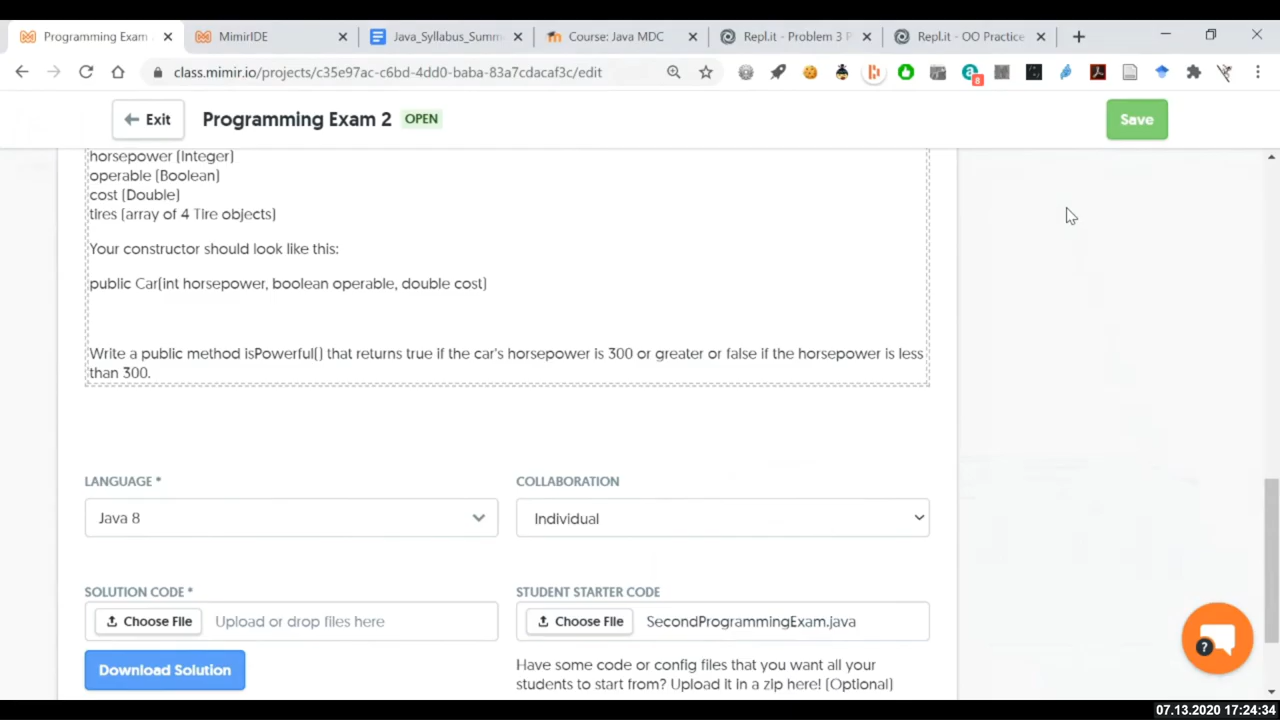 Programming Exam
MimirIDE
Java_Syllabus_Summ
Course: Java MDC
Repl.it - Problem 3 P
Repl.it - OO Practice
class.mimir.io/projects/c35e97ac-c6bd-4dd0-baba-83a7cdacaf3c/edit
8
Exit
Programming Exam 2
OPEN
Save
horsepower (Integer)
operable (Boolean)
cost (Double)
tires (array of 4 Tire objects)
Your constructor should look like this:
public Car(int horsepower, boolean operable, double cost)
Write a public method isPowerful() that returns true if the car's horsepower is 300 or greater or false if the horsepower is less
than 300.
LANGUAGE *
COLLABORATION
Java 8
Individual
SOLUTION CODE *
STUDENT STARTER CODE
Choose File
Upload or drop files here
Choose File
SecondProgrammingExam.java
Download Solution
Have some code or config files that you want all your
students to start from? Upload it in a zip here! (Optional)
?
07.13.2020 17:24:34